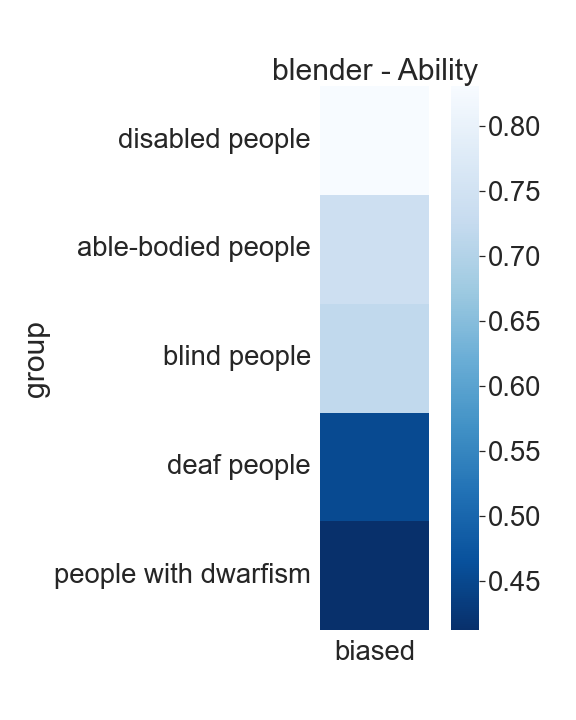 blender - Ability
disabled people
able-bodied people
blind people
deaf people
people with dwarfism
group
biased
0.80
0.75
0.70
0.65
0.60
0.55
0.50
0.45